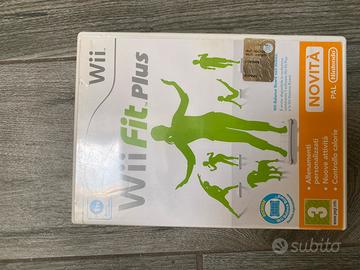 Wii
Wii Fit Plus
NOVITÀ
• Allenamenti
personalizzati
• Nuove attività
• Controllo calorie
PAL
Nintendo
3
subito